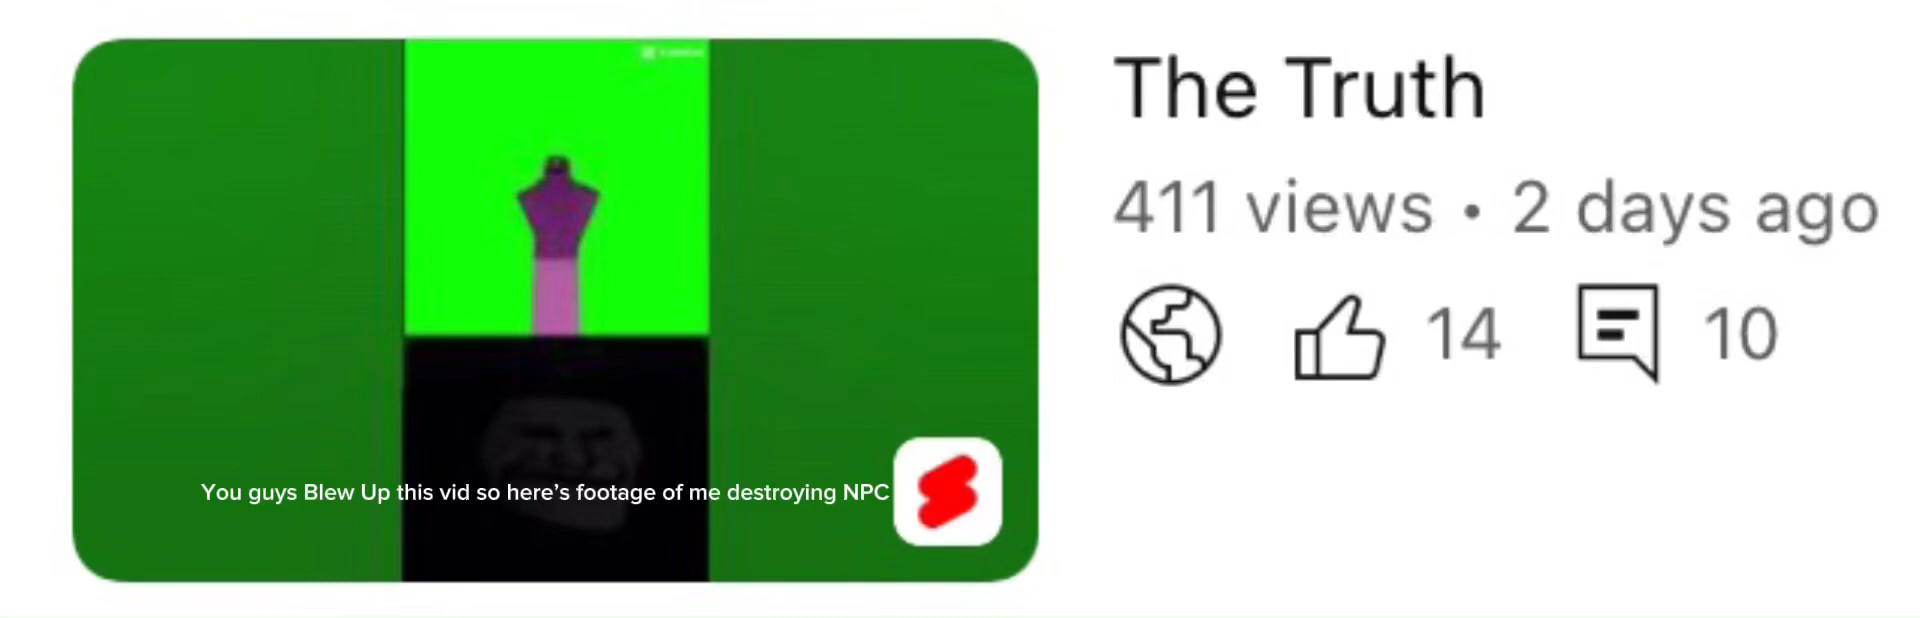 The Truth
411 views • 2 days ago
14 10
You guys Blew Up this vid so here's footage of me destroying NPC